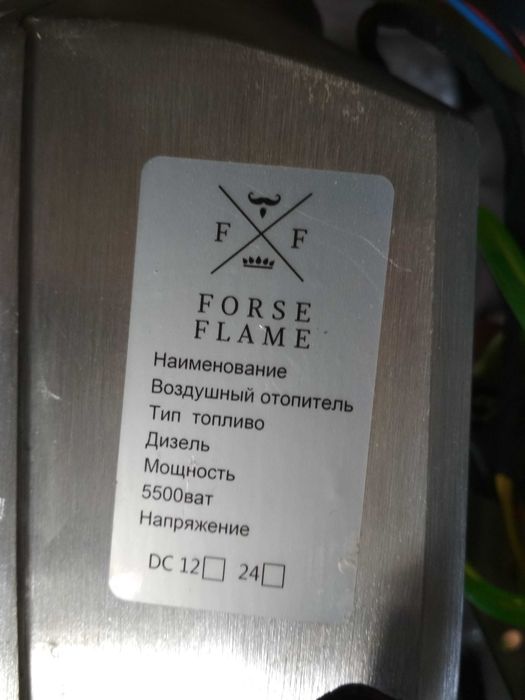 F F
FORSE
FLAME
Наименование
Воздушный отопитель
Тип топливо
Дизель
Мощность
5500ват
Напряжение
DC 12☐ 24☐